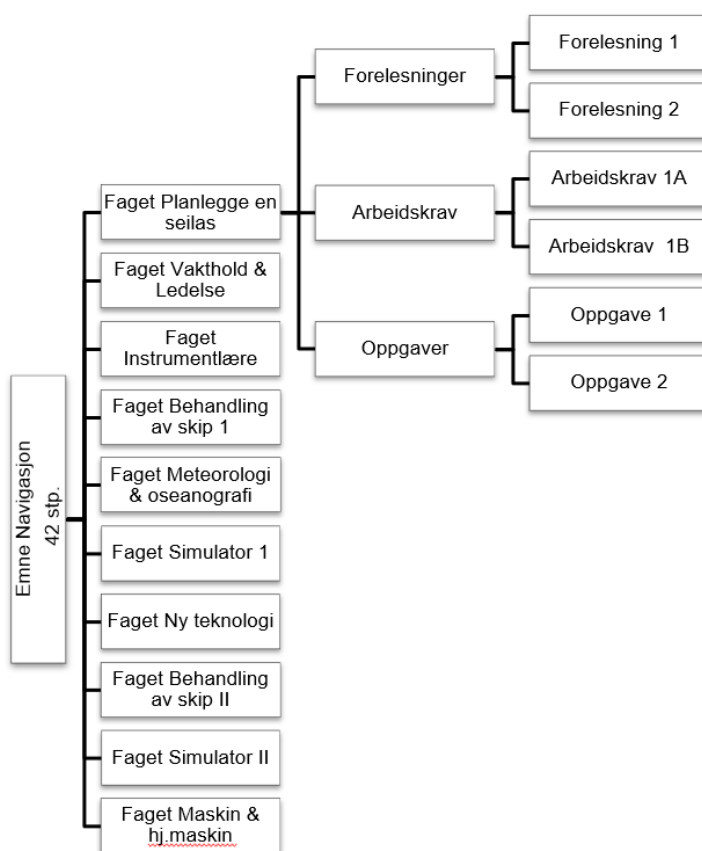 Emne Navigasjon
42 stp.
Faget Planlegge en
seilas
Forelesninger
Forelesning 1
Forelesning 2
Arbeidskrav
Arbeidskrav 1A
Arbeidskrav  1B
Oppgaver
Oppgave 1
Oppgave 2
Faget Vakthold &
Ledelse
Faget
Instrumentlære
Faget Behandling
av skip 1
Faget Meteorologi
& oseanografi
Faget Simulator 1
Faget Ny teknologi
Faget Behandling
av skip II
Faget Simulator II
Faget Maskin &
hj.maskin